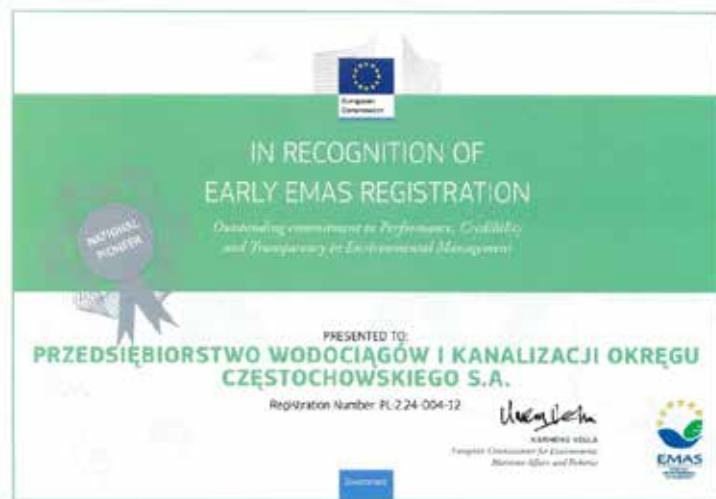 European
Commission
IN RECOGNITION OF
EARLY EMAS REGISTRATION
Outstanding commitment to Performance, Credibility
and Transparency in Environmental Management
NATIONAL
PIONEER
PRESENTED TO:
PRZEDSIĘBIORSTWO WODOCIĄGÓW I KANALIZACJI OKRĘGU
CZĘSTOCHOWSKIEGO S.A.
Registration Number: PL-2.24-004-12
KARMENU VELLA
European Commissioner for Environment,
Maritime Affairs and Fisheries
EMAS
Environment